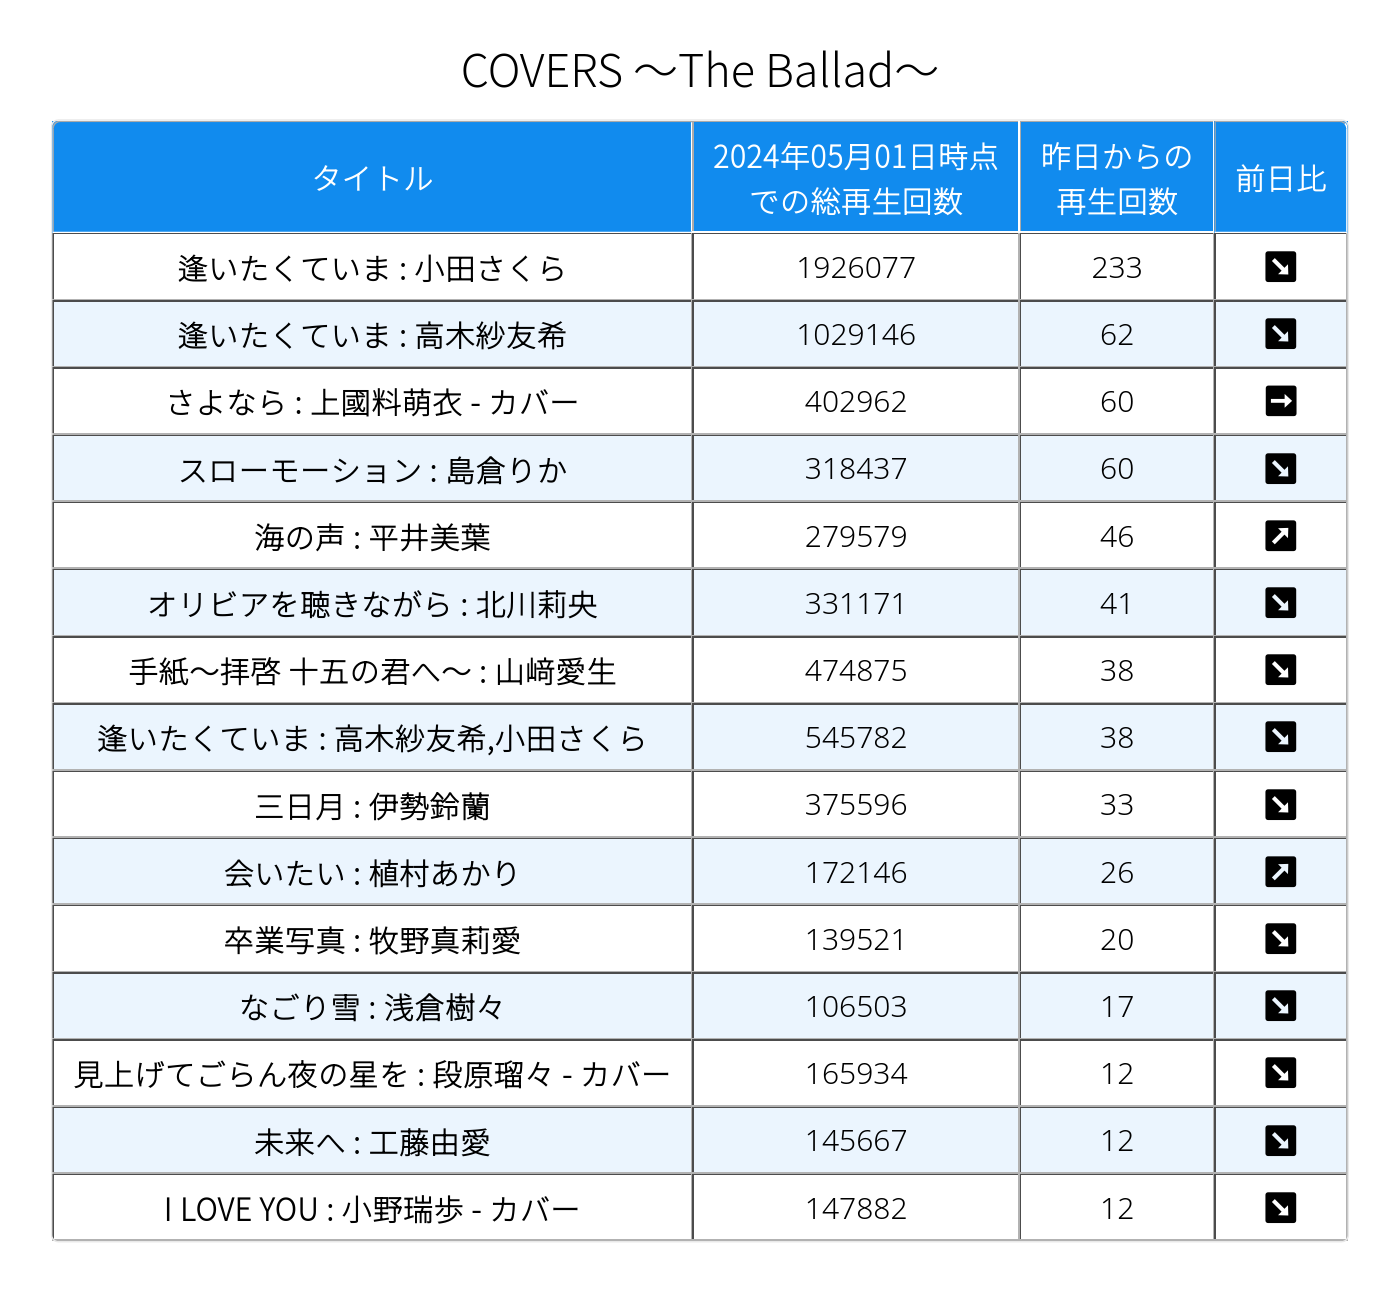 COVERS ～The Ballad～
タイトル
2024年05月01日時点
での総再生回数
昨日からの
再生回数
前日比
逢いたくていま : 小田さくら 1926077 233 ↘
逢いたくていま : 高木紗友希 1029146 62 ↘
さよなら : 上國料萌衣 - カバー 402962 60 →
スローモーション : 島倉りか 318437 60 ↘
海の声 : 平井美葉 279579 46 ↗
オリビアを聴きながら : 北川莉央 331171 41 ↘
手紙～拝啓 十五の君へ～ : 山﨑愛生 474875 38 ↘
逢いたくていま : 高木紗友希,小田さくら 545782 38 ↘
三日月 : 伊勢鈴蘭 375596 33 ↘
会いたい : 植村あかり 172146 26 ↗
卒業写真 : 牧野真莉愛 139521 20 ↘
なごり雪 : 浅倉樹々 106503 17 ↘
見上げてごらん夜の星を : 段原瑠々 - カバー 165934 12 ↘
未来へ : 工藤由愛 145667 12 ↘
I LOVE YOU : 小野瑞歩 - カバー 147882 12 ↘